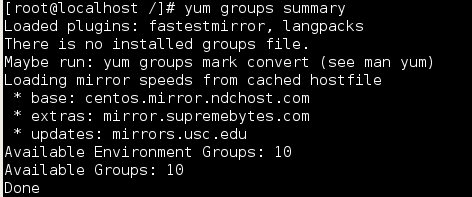 [root@localhost /]# yum groups summary
Loaded plugins: fastestmirror, langpacks
There is no installed groups file.
Maybe run: yum groups mark convert (see man yum)
Loading mirror speeds from cached hostfile
 * base: centos.mirror.ndchost.com
 * extras: mirror.supremebytes.com
 * updates: mirrors.usc.edu
Available Environment Groups: 10
Available Groups: 10
Done